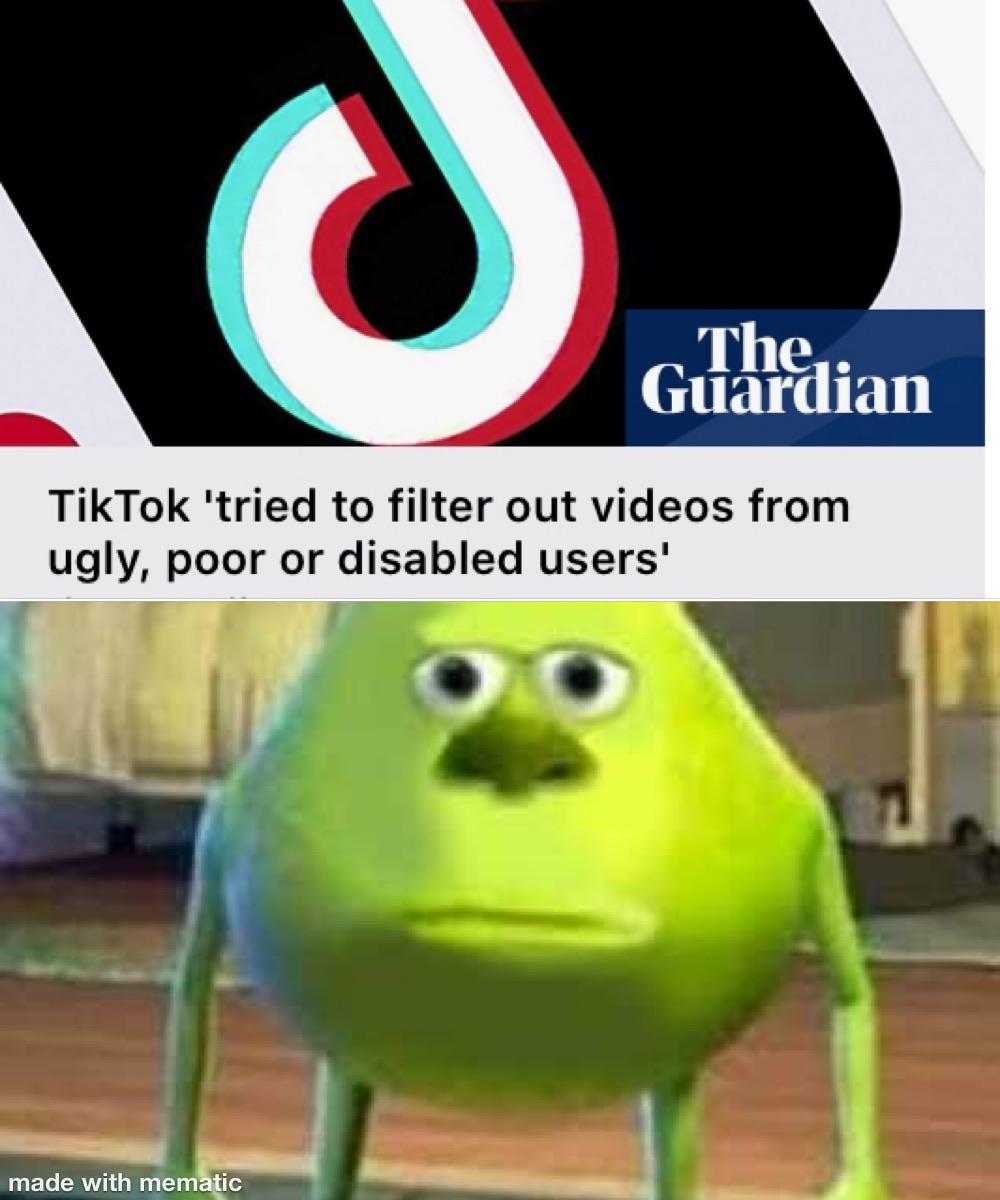 The
Guardian
TikTok 'tried to filter out videos from
ugly, poor or disabled users'
made with mematic